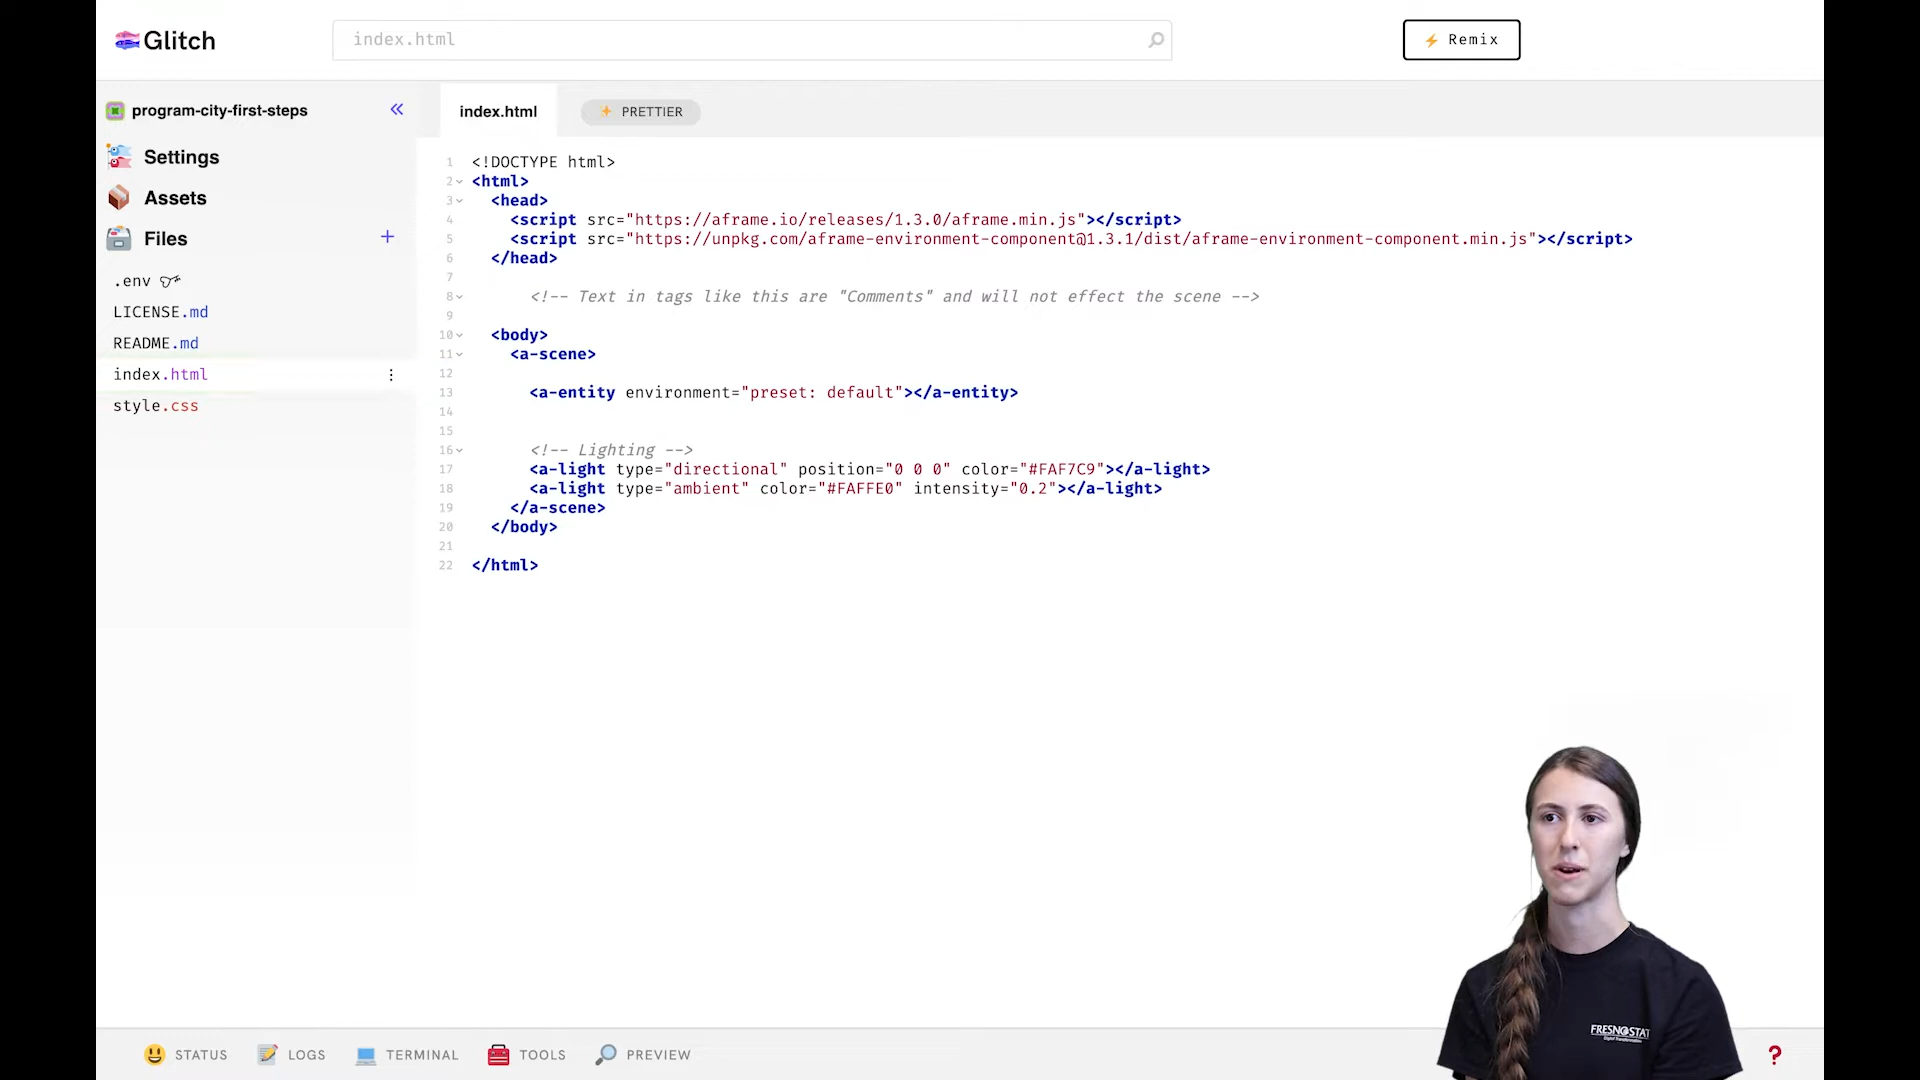 Glitch
index.html
Remix
program-city-first-steps
index.html
PRETTIER
Settings
Assets
Files
.env
LICENSE.md
README.md
index.html
style.css
1 <!DOCTYPE html>
2 <html>
3 <head>
4 <script src="https://aframe.io/releases/1.3.0/aframe.min.js"></script>
5 <script src="https://unpkg.com/aframe-environment-component@1.3.1/dist/aframe-environment-component.min.js"></script>
6 </head>
7
8 <!-- Text in tags like this are "Comments" and will not effect the scene -->
9
10 <body>
11 <a-scene>
12
13 <a-entity environment="preset: default"></a-entity>
14
15
16 <!-- Lighting -->
17 <a-light type="directional" position="0 0 0" color="#FAF7C9"></a-light>
18 <a-light type="ambient" color="#FAFFE0" intensity="0.2"></a-light>
19 </a-scene>
20 </body>
21
22 </html>
FRESNO STAT
Digital Transformation
STATUS
LOGS
TERMINAL
TOOLS
PREVIEW
?